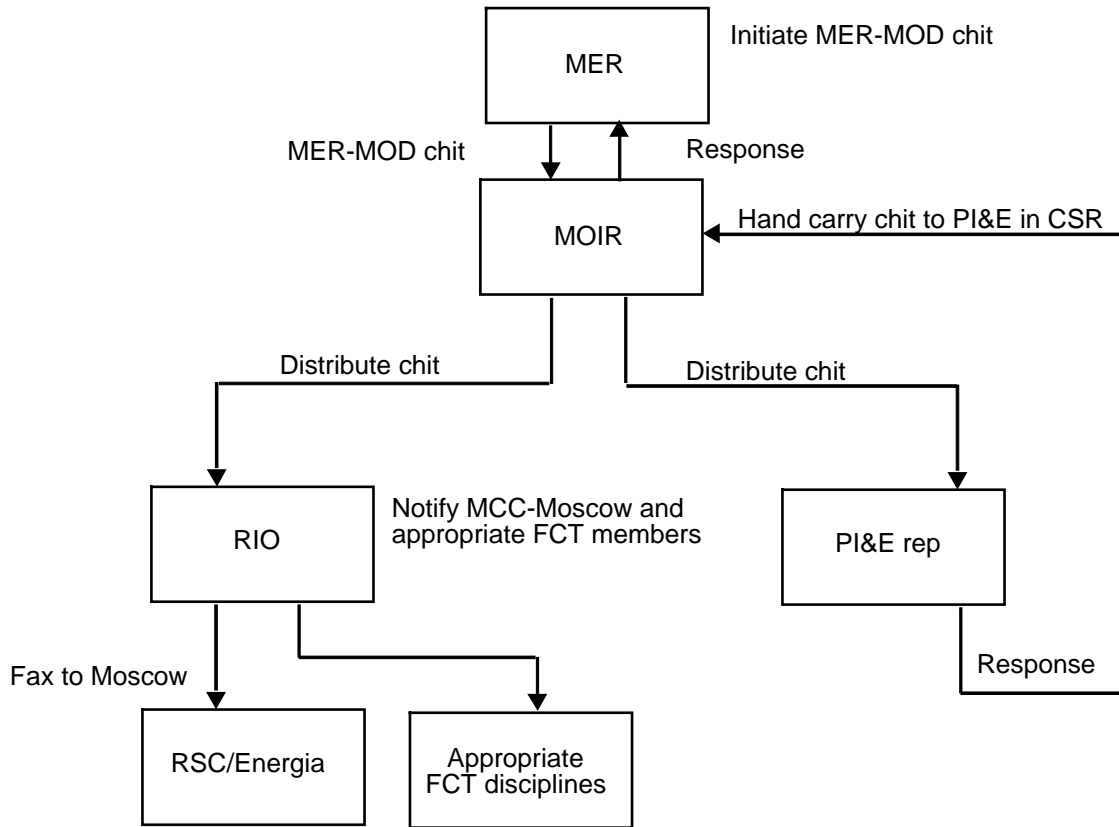 Initiate MER-MOD chit
MER
MER-MOD chit
Response
Hand carry chit to PI&E in CSR
MOIR
Distribute chit
Distribute chit
Notify MCC-Moscow and
appropriate FCT members
RIO
PI&E rep
Response
Fax to Moscow
RSC/Energia
Appropriate
FCT disciplines